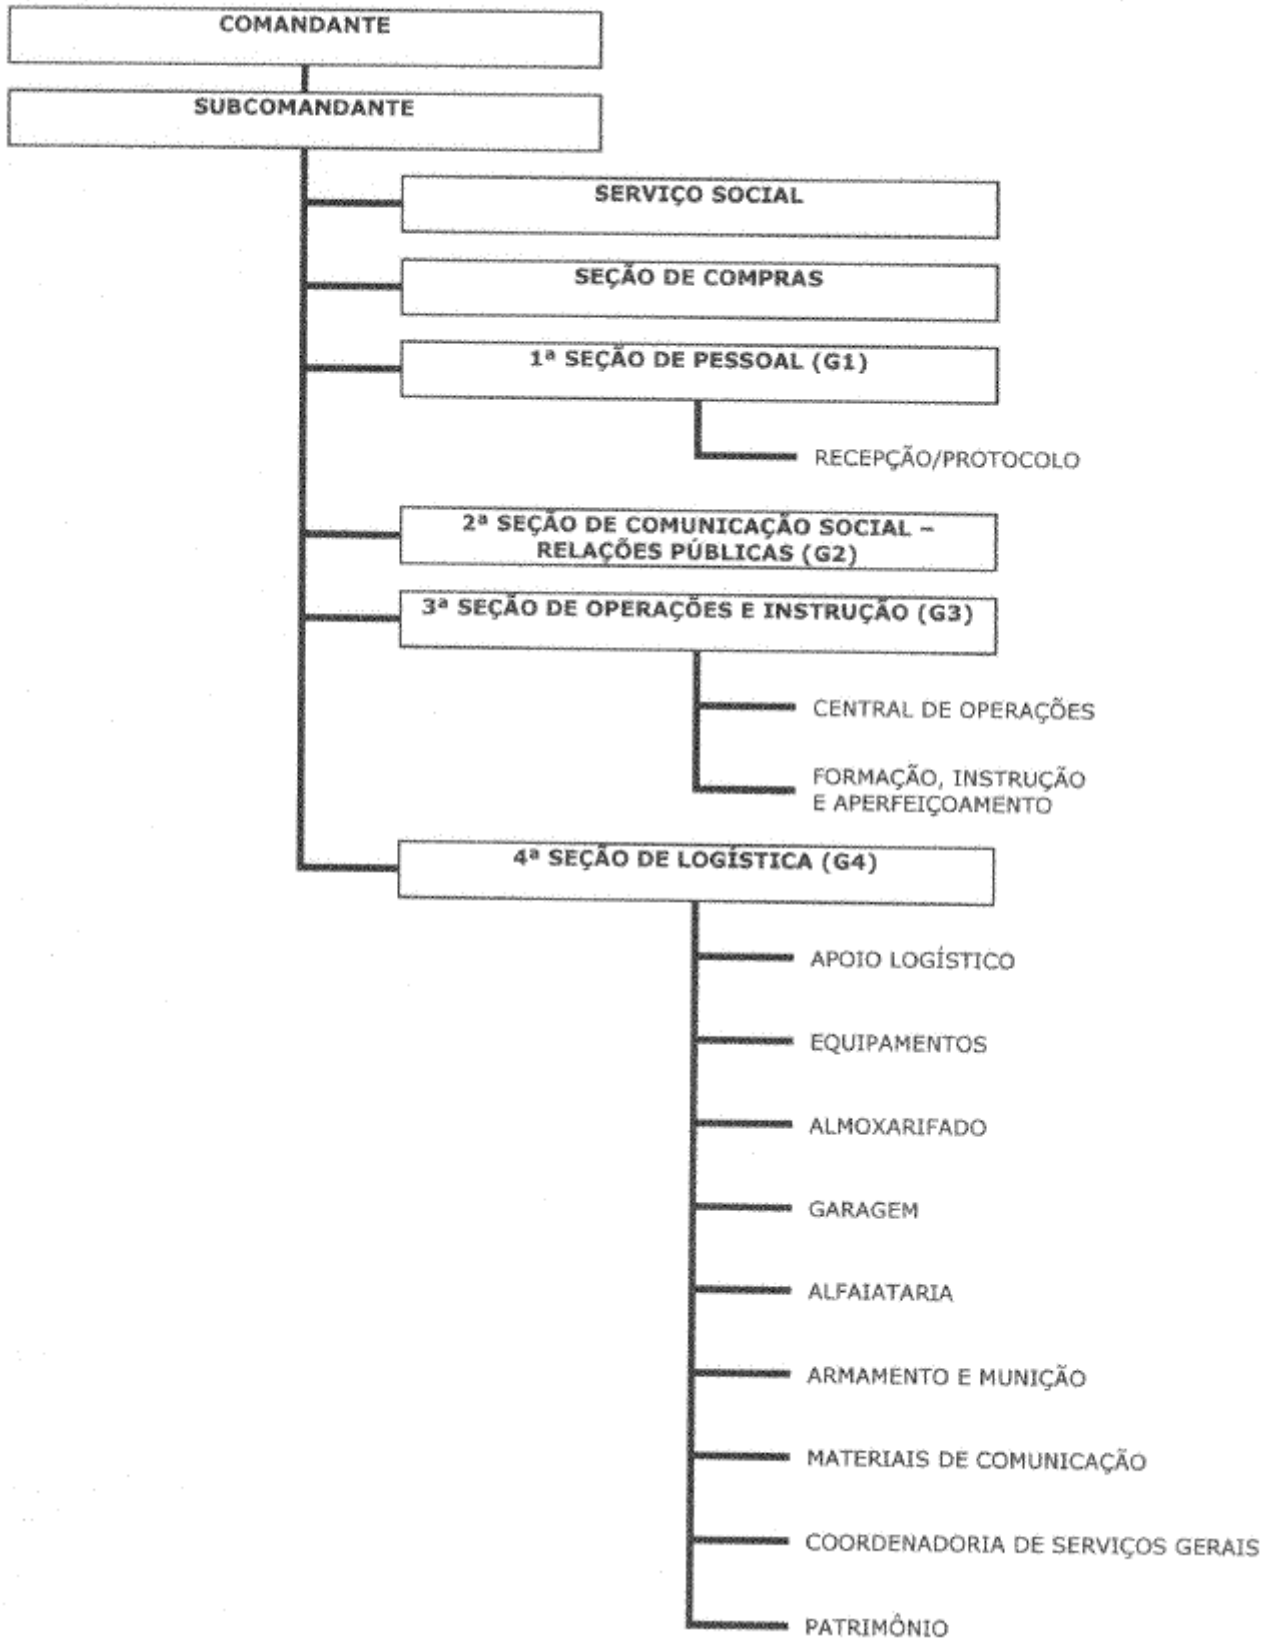 COMANDANTE
SUBCOMANDANTE
SERVIÇO SOCIAL
SEÇÃO DE COMPRAS
1ª SEÇÃO DE PESSOAL (G1)
RECEPÇÃO/PROTOCOLO
2ª SEÇÃO DE COMUNICAÇÃO SOCIAL –
RELAÇÕES PÚBLICAS (G2)
3ª SEÇÃO DE OPERAÇÕES E INSTRUÇÃO (G3)
CENTRAL DE OPERAÇÕES
FORMAÇÃO, INSTRUÇÃO
E APERFEIÇOAMENTO
4ª SEÇÃO DE LOGÍSTICA (G4)
APOIO LOGÍSTICO
EQUIPAMENTOS
ALMOXARIFADO
GARAGEM
ALFAIATARIA
ARMAMENTO E MUNIÇÃO
MATERIAIS DE COMUNICAÇÃO
COORDENADORIA DE SERVIÇOS GERAIS
PATRIMÔNIO